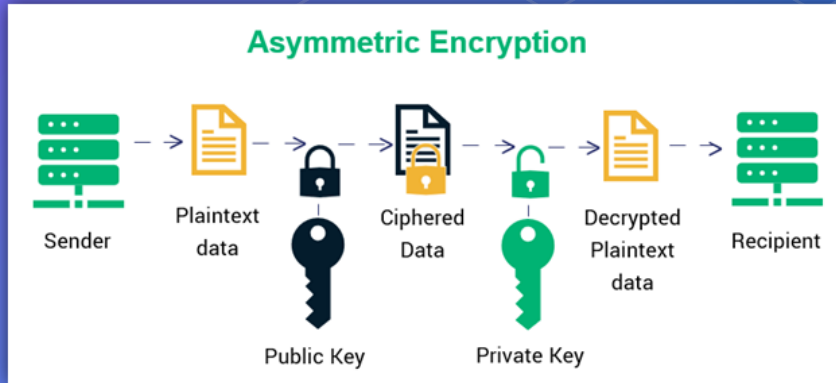 Asymmetric Encryption
Sender
Plaintext
data
Public Key
Ciphered
Data
Private Key
Decrypted
Plaintext
data
Recipient